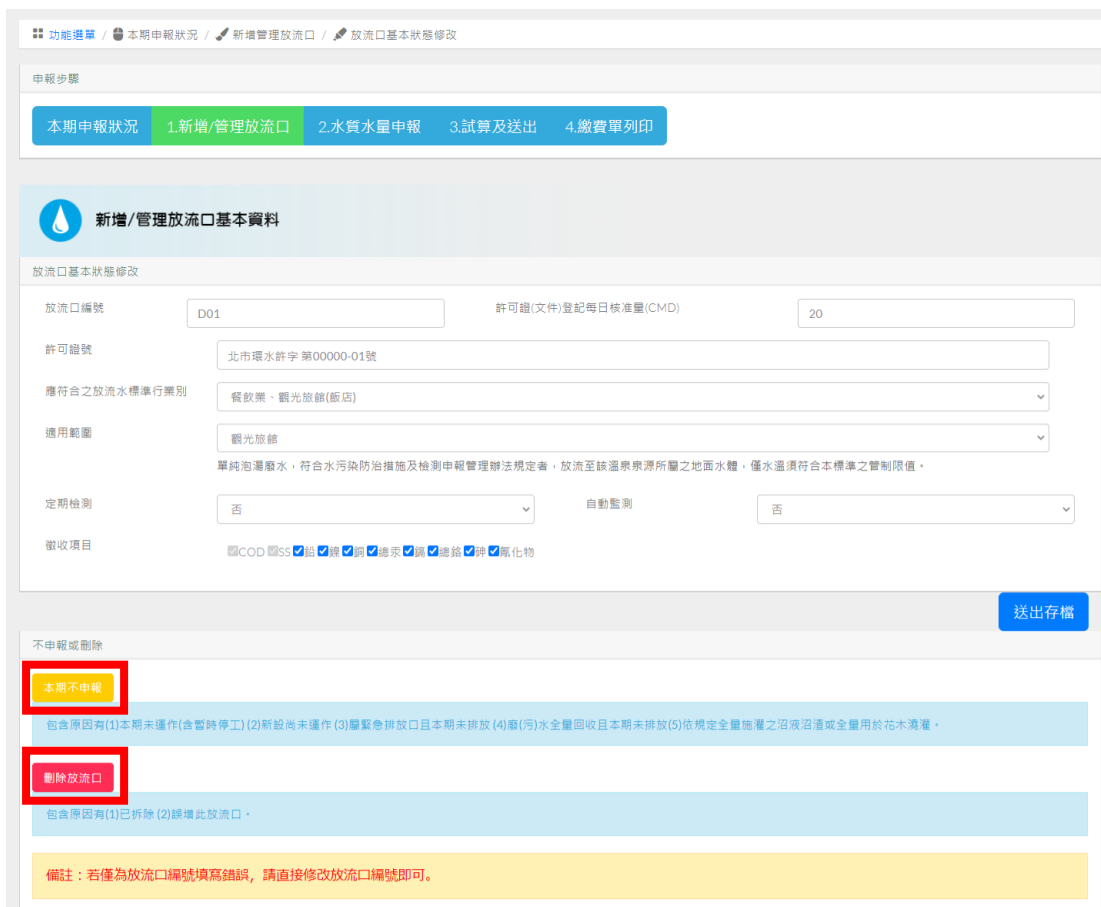 功能選單 / 本期申報狀況 / 新增管理放流口 / 放流口基本狀態修改
申報步驟
本期申報狀況 1.新增/管理放流口 2.水質水量申報 3.試算及送出 4.繳費單列印
新增/管理放流口基本資料
放流口基本狀態修改
放流口編號 D01 許可證(文件)登記每日核准量(CMD) 20
許可證號 北市環水許字 第00000-01號
應符合之放流水標準行業別 餐飲業、觀光旅館(飯店)
適用範圍 觀光旅館
單純泡湯廢水，符合水污染防治措施及檢測申報管理辦法規定者，放流至該溫泉泉源所屬之地面水體，僅水溫須符合本標準之管制限值。
定期檢測 否 自動監測 否
徵收項目 COD SS 鉛 鎳 銅 總汞 鎘 總鉻 砷 氰化物
送出存檔
不申報或刪除
本期不申報
包含原因有(1)本期未運作(含暫時停工) (2)新設尚未運作 (3)屬緊急排放口且本期未排放 (4)廢(污)水全量回收且本期未排放(5)依規定全量施灌之沼液沼渣或全量用於花木澆灌。
刪除放流口
包含原因有(1)已拆除 (2)誤增此放流口。
備註：若僅為放流口編號填寫錯誤，請直接修改放流口編號即可。